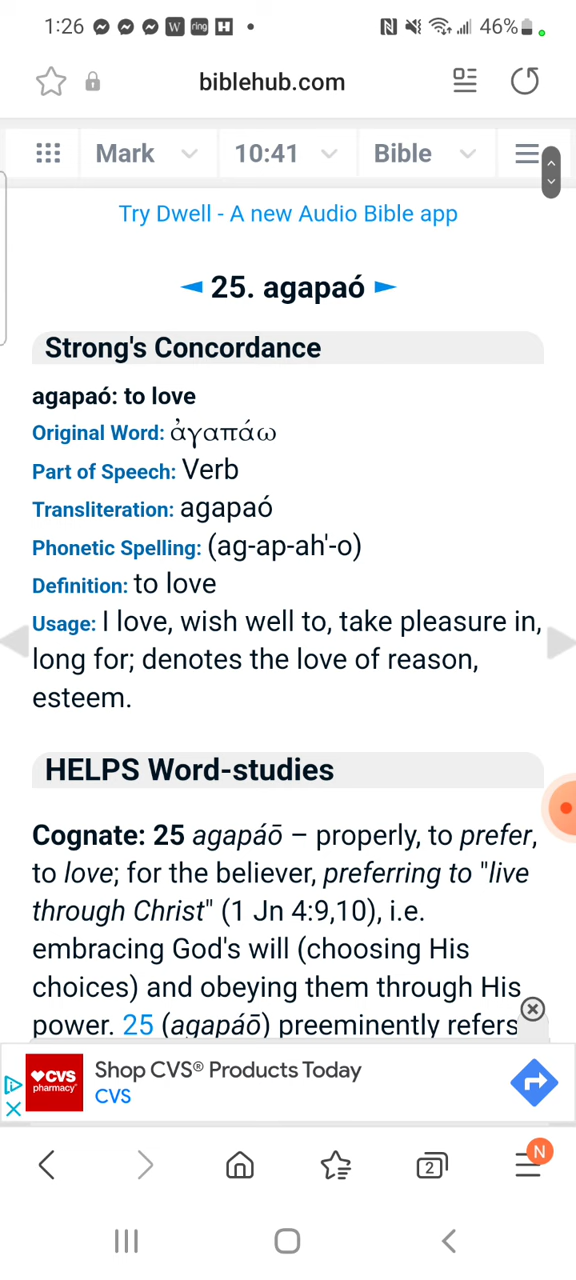 1:26 W ring H • 46%
biblehub.com
Mark 10:41 Bible
Try Dwell - A new Audio Bible app
25. agapaó
Strong's Concordance
agapaó: to love
Original Word: ἀγαπάω
Part of Speech: Verb
Transliteration: agapaó
Phonetic Spelling: (ag-ap-ah'-o)
Definition: to love
Usage: I love, wish well to, take pleasure in,
long for; denotes the love of reason,
esteem.
HELPS Word-studies
Cognate: 25 agapáō – properly, to prefer,
to love; for the believer, preferring to "live
through Christ" (1 Jn 4:9,10), i.e.
embracing God's will (choosing His
choices) and obeying them through His
power. 25 (agapáō) preeminently refers
Shop CVS® Products Today
CVS pharmacy
CVS
2
N